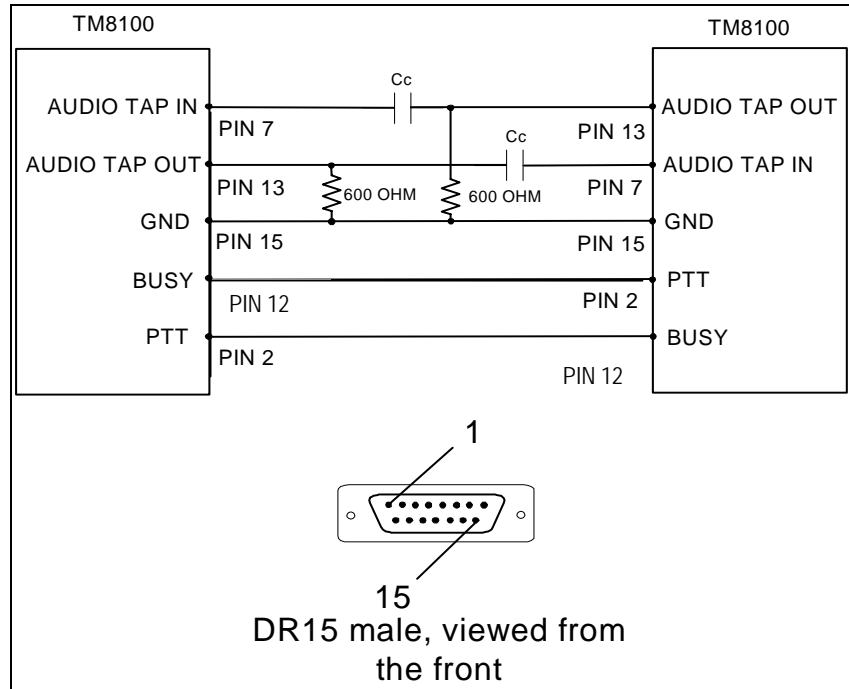 TM8100
TM8100
Cc
AUDIO TAP IN
PIN 7
PIN 13
AUDIO TAP OUT
Cc
AUDIO TAP OUT
PIN 13
600 OHM
600 OHM
PIN 7
AUDIO TAP IN
GND
PIN 15
PIN 15
GND
BUSY
PIN 12
PIN 2
PTT
PTT
PIN 2
PIN 12
BUSY
1
15
DR15 male, viewed from
the front